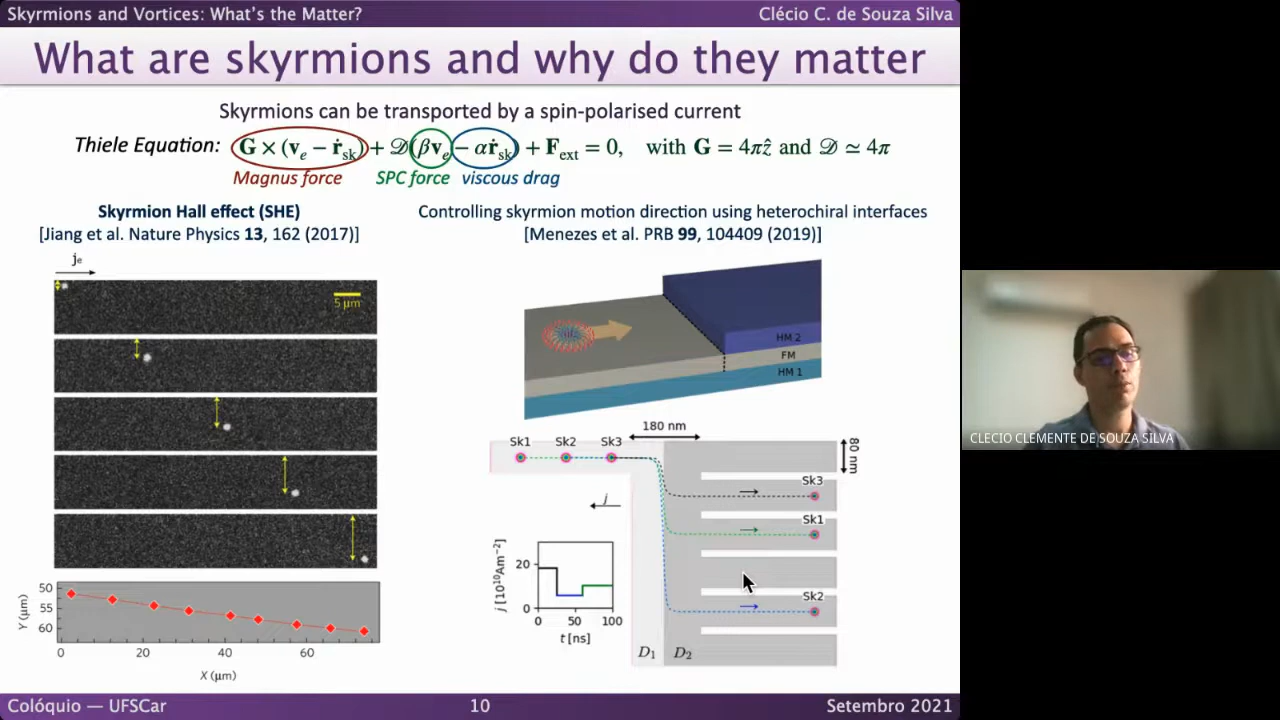 Skyrmions and Vortices: What's the Matter?
Clécio C. de Souza Silva
What are skyrmions and why do they matter
Skyrmions can be transported by a spin-polarised current
Thiele Equation: G × (v_e − ṙ_sk) + 𝒟(βv_e − αṙ_sk) + F_ext = 0, with G = 4πẑ and 𝒟 ≃ 4π
Magnus force SPC force viscous drag
Skyrmion Hall effect (SHE)
[Jiang et al. Nature Physics 13, 162 (2017)]
j_e
5 μm
50
55
60
Y (μm)
0 20 40 60
X (μm)
Controlling skyrmion motion direction using heterochiral interfaces
[Menezes et al. PRB 99, 104409 (2019)]
HM 2
FM
HM 1
180 nm
80 nm
Sk1 Sk2 Sk3
Sk3
Sk1
Sk2
j
j [10¹⁰Am⁻²]
20
0
0 50 100
t [ns]
D₁ D₂
CLECIO CLEMENTE DE SOUZA SILVA
Colóquio — UFSCar
10
Setembro 2021